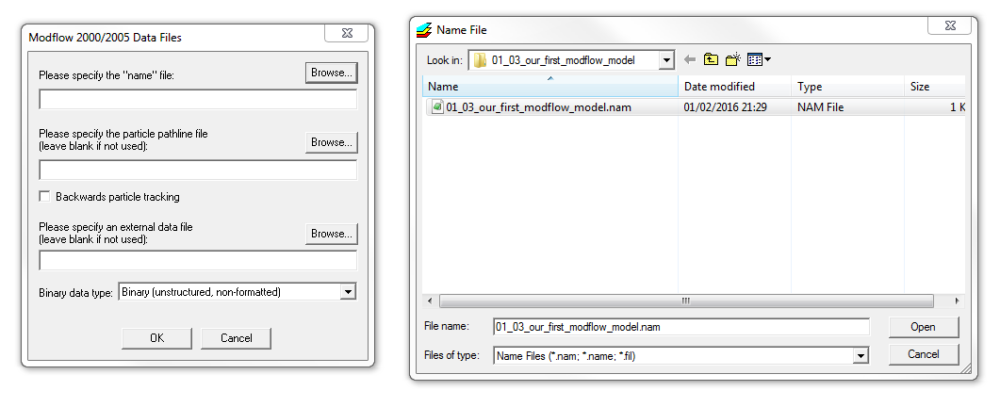 Modflow 2000/2005 Data Files
Please specify the "name" file:
Browse...
Please specify the particle pathline file
(leave blank if not used):
Browse...
Backwards particle tracking
Please specify an external data file
(leave blank if not used):
Browse...
Binary data type: Binary (unstructured, non-formatted)
OK Cancel
Name File
Look in: 01_03_our_first_modflow_model
Name Date modified Type Size
01_03_our_first_modflow_model.nam 01/02/2016 21:29 NAM File 1 K
File name: 01_03_our_first_modflow_model.nam Open
Files of type: Name Files (*.nam; *.name; *.fil) Cancel